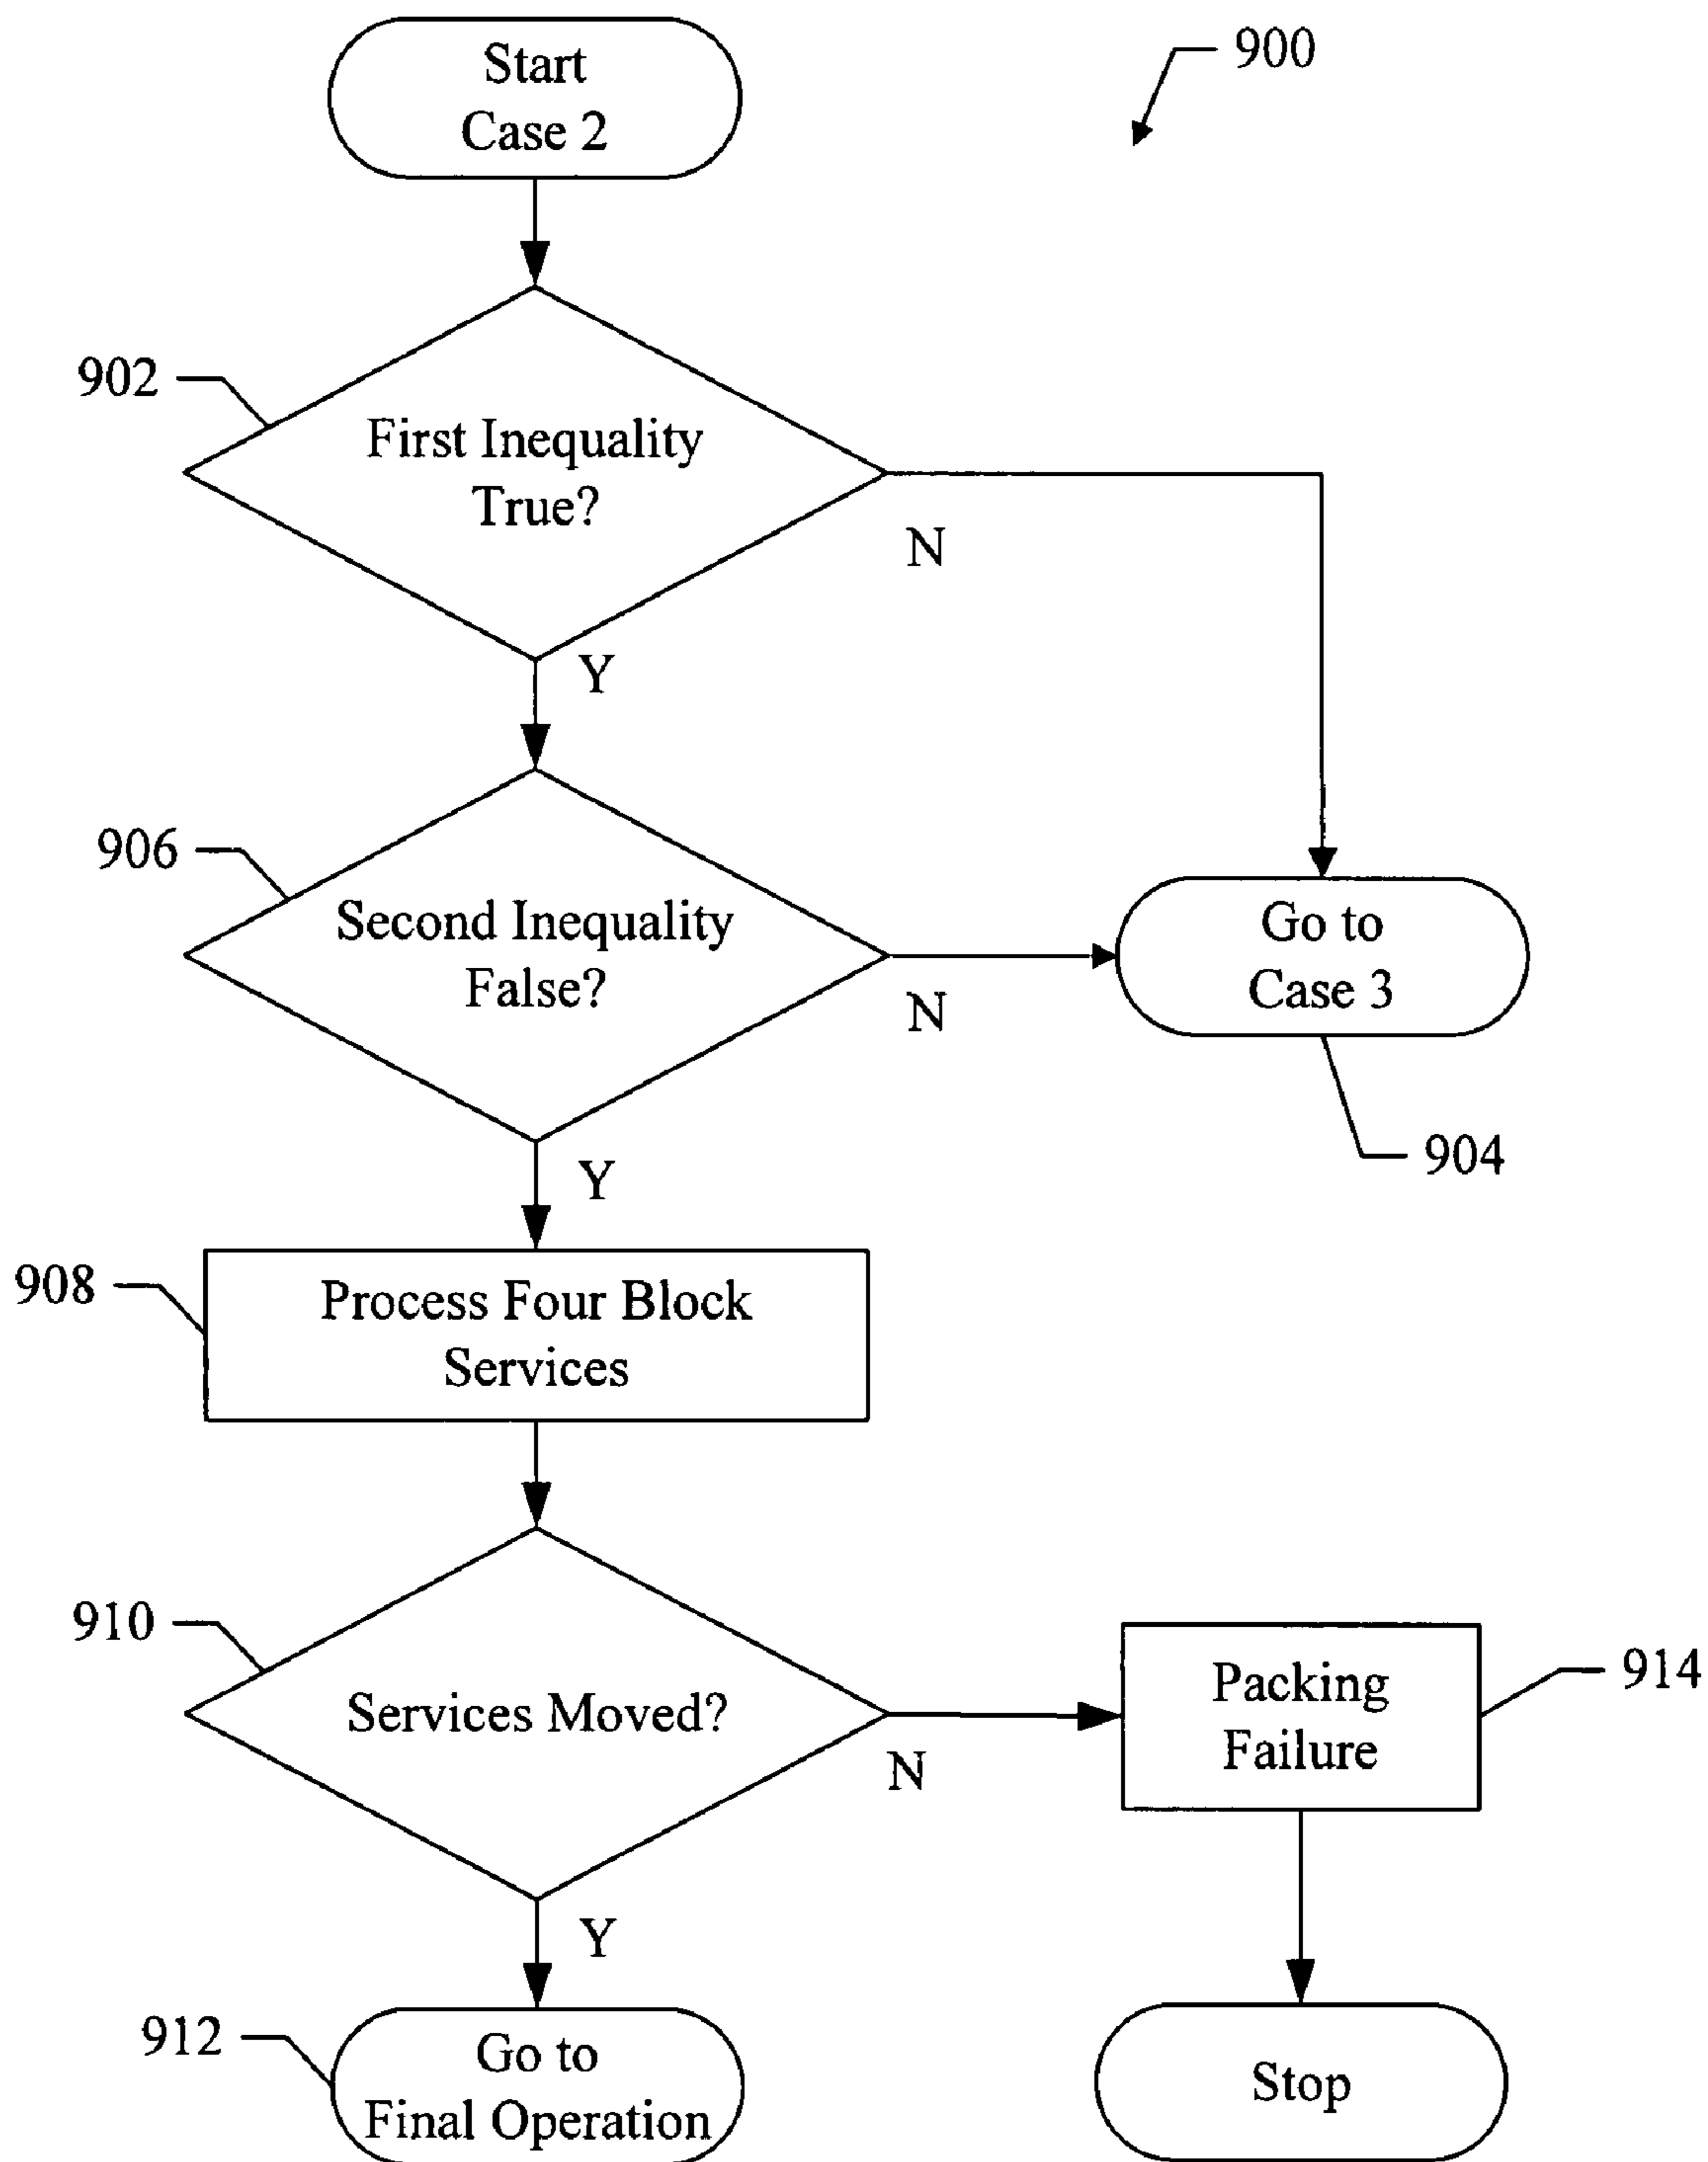 Start
Case 2
900
902
First Inequality
True?
N
Y
906
Second Inequality
False?
N
Go to
Case 3
904
Y
908
Process Four Block
Services
910
Services Moved?
N
Packing
Failure
914
Y
912
Go to
Final Operation
Stop